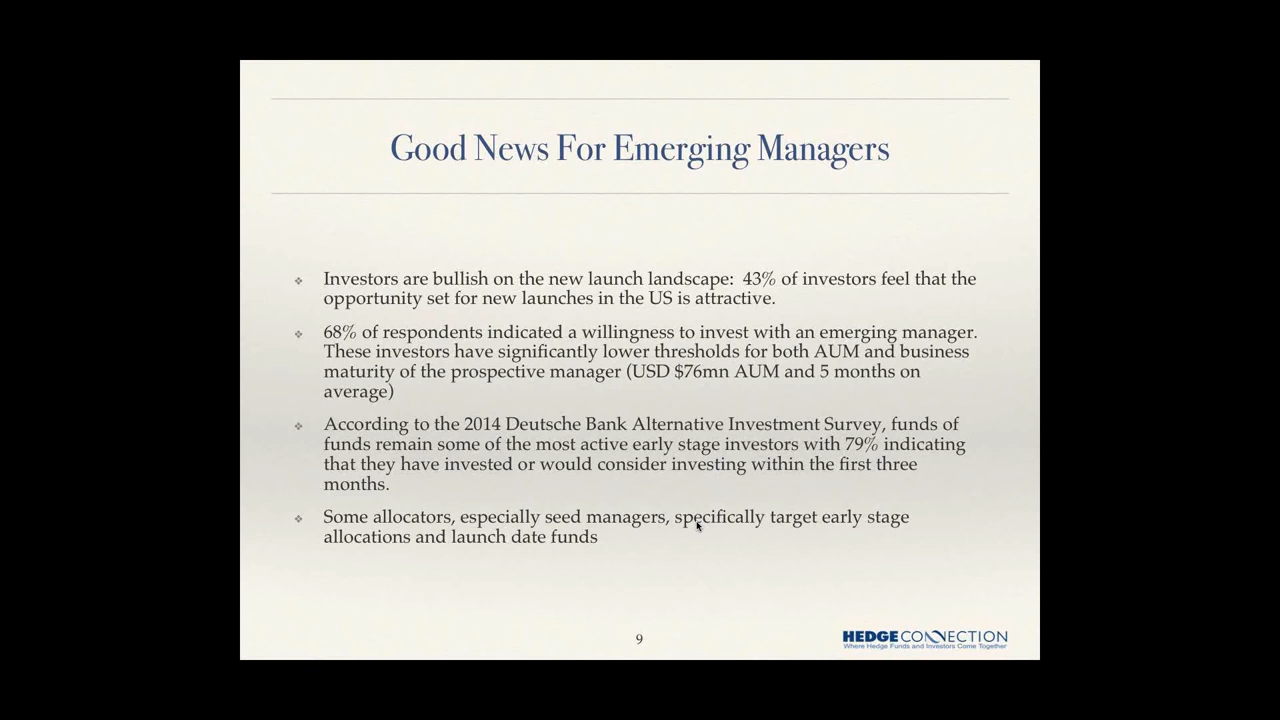 Good News For Emerging Managers
Investors are bullish on the new launch landscape: 43% of investors feel that the
opportunity set for new launches in the US is attractive.
68% of respondents indicated a willingness to invest with an emerging manager.
These investors have significantly lower thresholds for both AUM and business
maturity of the prospective manager (USD $76mn AUM and 5 months on
average)
According to the 2014 Deutsche Bank Alternative Investment Survey, funds of
funds remain some of the most active early stage investors with 79% indicating
that they have invested or would consider investing within the first three
months.
Some allocators, especially seed managers, specifically target early stage
allocations and launch date funds
9
HEDGECONNECTION
Where Hedge Funds and Investors Come Together